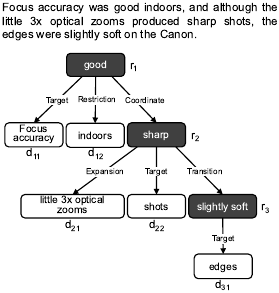 Focus accuracy was good indoors, and although the
little 3x optical zooms produced sharp shots, the
edges were slightly soft on the Canon.
good r1
Target Restriction Coordinate
Focus accuracy indoors sharp r2
d11 d12
Expansion Target Transition
little 3x optical zooms shots slightly soft r3
d21 d22
Target
edges
d31